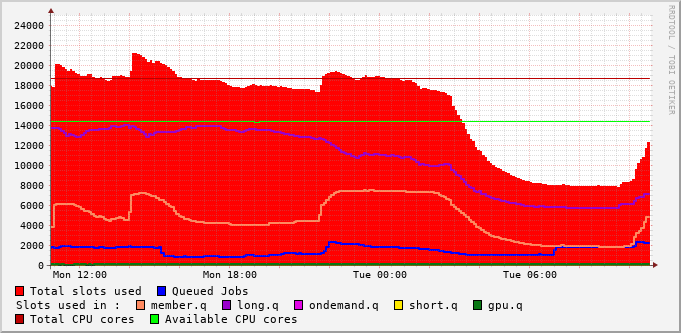 24000
22000
20000
18000
16000
14000
12000
10000
8000
6000
4000
2000
0
Mon 12:00 Mon 18:00 Tue 00:00 Tue 06:00
RRDTOOL / TOBI OETIKER
Total slots used Queued Jobs
Slots used in : member.q long.q ondemand.q short.q gpu.q
Total CPU cores Available CPU cores